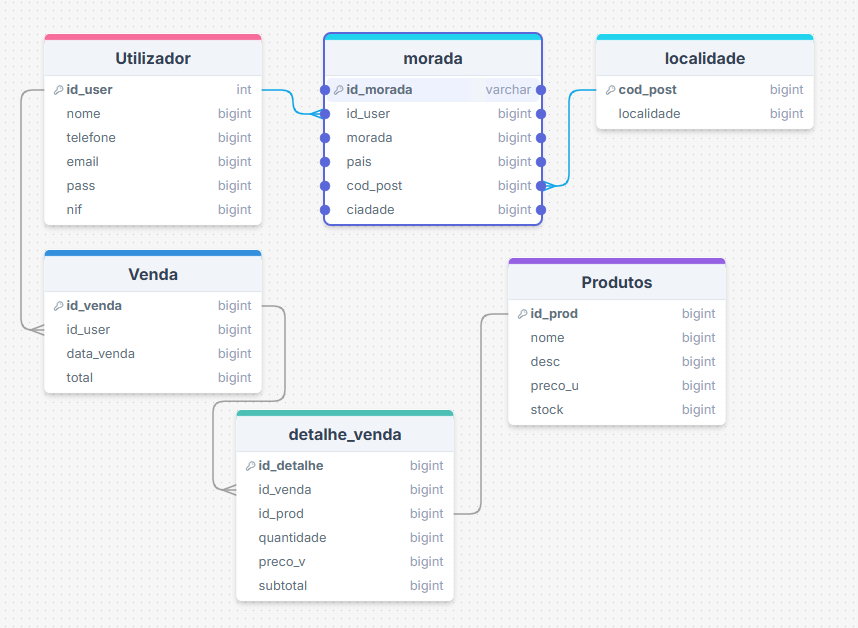 Utilizador
id_user int
nome bigint
telefone bigint
email bigint
pass bigint
nif bigint
morada
id_morada varchar
id_user bigint
morada bigint
pais bigint
cod_post bigint
ciadade bigint
localidade
cod_post bigint
localidade bigint
Venda
id_venda bigint
id_user bigint
data_venda bigint
total bigint
Produtos
id_prod bigint
nome bigint
desc bigint
preco_u bigint
stock bigint
detalhe_venda
id_detalhe bigint
id_venda bigint
id_prod bigint
quantidade bigint
preco_v bigint
subtotal bigint